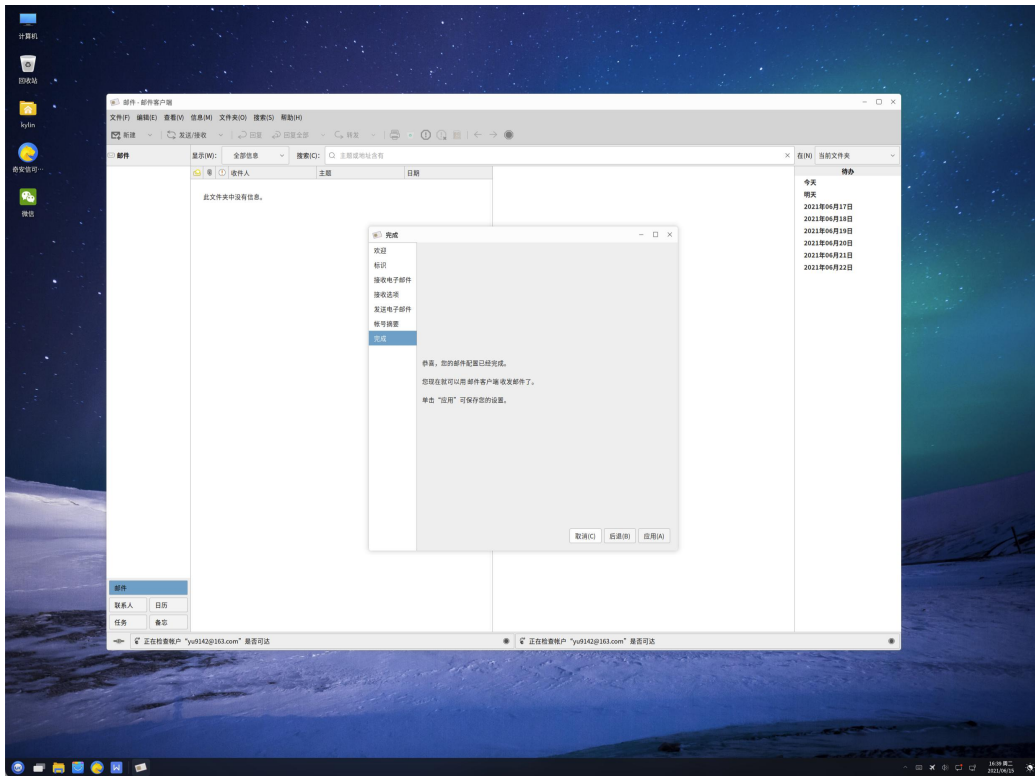 计算机
回收站
kylin
奇安信可…
微信
邮件 - 邮件客户端
文件(F) 编辑(E) 查看(V) 信息(M) 文件夹(O) 搜索(S) 帮助(H)
新建 发送/接收 回复 回复全部 转发
邮件 显示(W): 全部信息 搜索(C): 主题或地址含有 在(N) 当前文件夹
收件人 主题 日期
此文件夹中没有信息。
待办
今天
明天
2021年06月17日
2021年06月18日
2021年06月19日
2021年06月20日
2021年06月21日
2021年06月22日
完成
欢迎
标识
接收电子邮件
接收选项
发送电子邮件
帐号摘要
完成
恭喜，您的邮件配置已经完成。
您现在就可以用 邮件客户端 收发邮件了。
单击“应用”可保存您的设置。
取消(C) 后退(B) 应用(A)
邮件
联系人 日历
任务 备忘
正在检查帐户“yu9142@163.com”是否可达 正在检查帐户“yu9142@163.com”是否可达
16:39 周二
2021/06/15